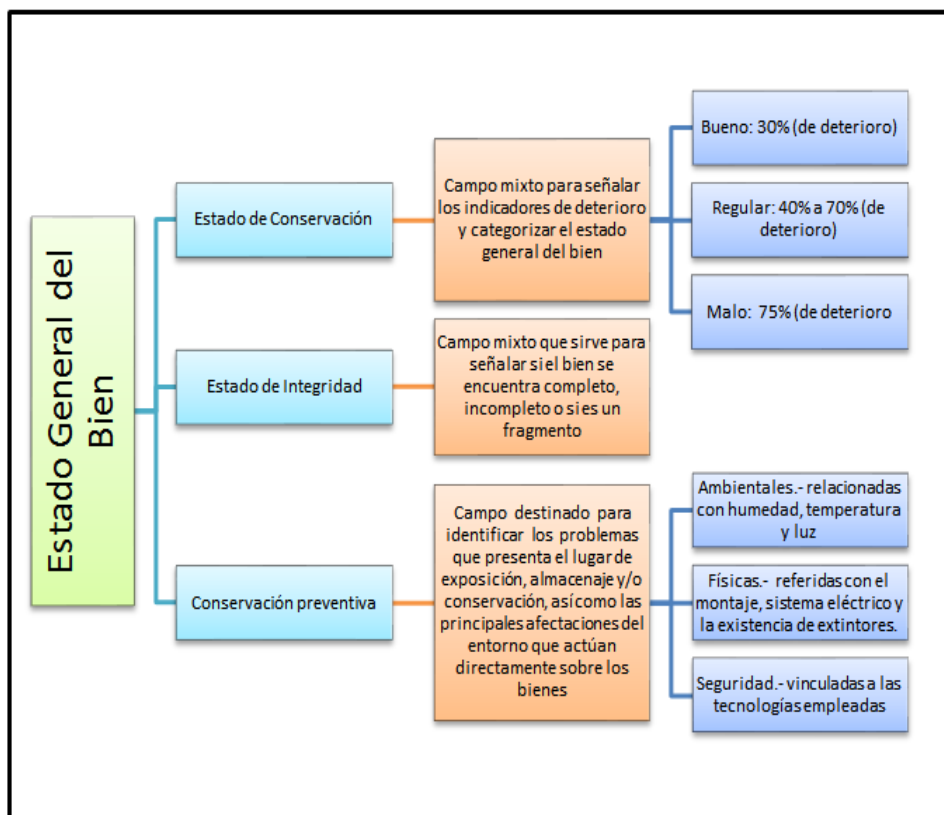 Estado General del
Bien
Estado de Conservación
Campo mixto para señalar
los indicadores de deterioro
y categorizar el estado
general del bien
Bueno: 30% (de deterioro)
Regular: 40% a 70% (de
deterioro)
Malo: 75% (de deterioro
Estado de Integridad
Campo mixto que sirve para
señalar si el bien se
encuentra completo,
incompleto o si es un
fragmento
Conservación preventiva
Campo destinado para
identificar los problemas
que presenta el lugar de
exposición, almacenaje y/o
conservación, así como las
principales afectaciones del
entorno que actúan
directamente sobre los
bienes
Ambientales.- relacionadas
con humedad, temperatura
y luz
Físicas.- referidas con el
montaje, sistema eléctrico y
la existencia de extintores.
Seguridad.- vinculadas a las
tecnologías empleadas